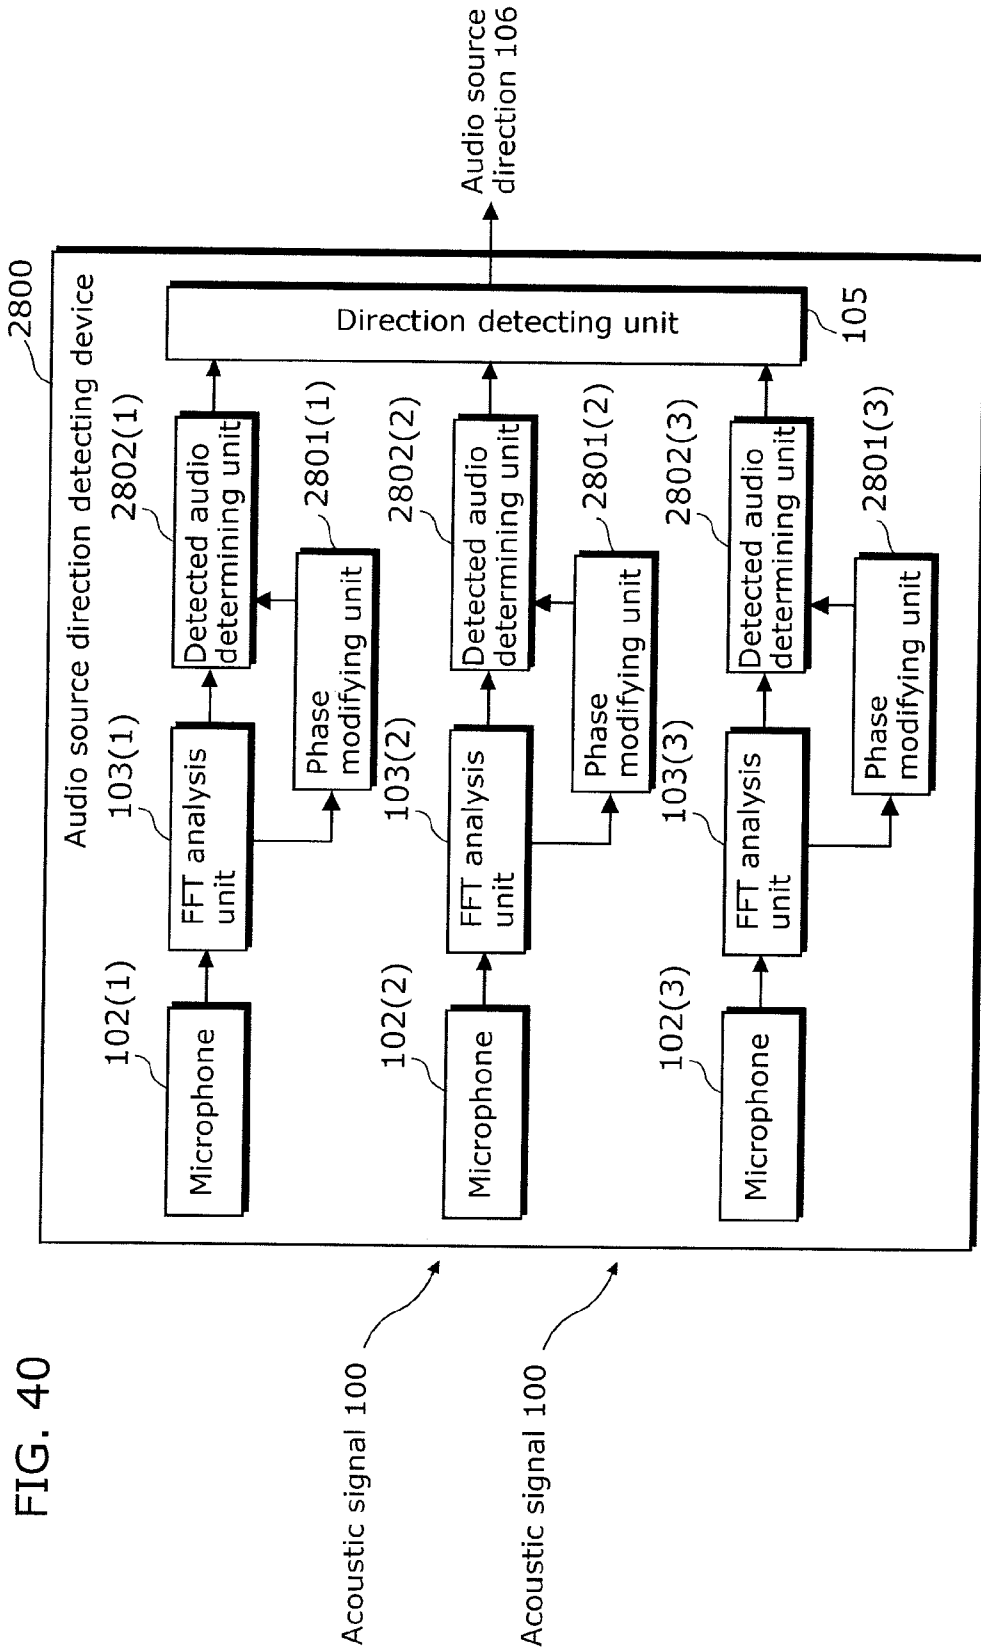 FIG. 40
2800
Audio source direction detecting device
Acoustic signal 100
Acoustic signal 100
102(1)
Microphone
103(1)
FFT analysis
unit
2802(1)
Detected audio
determining unit
2801(1)
Phase
modifying unit
102(2)
Microphone
103(2)
FFT analysis
unit
2802(2)
Detected audio
determining unit
2801(2)
Phase
modifying unit
102(3)
Microphone
103(3)
FFT analysis
unit
2802(3)
Detected audio
determining unit
2801(3)
Phase
modifying unit
Direction detecting unit
105
Audio source
direction 106